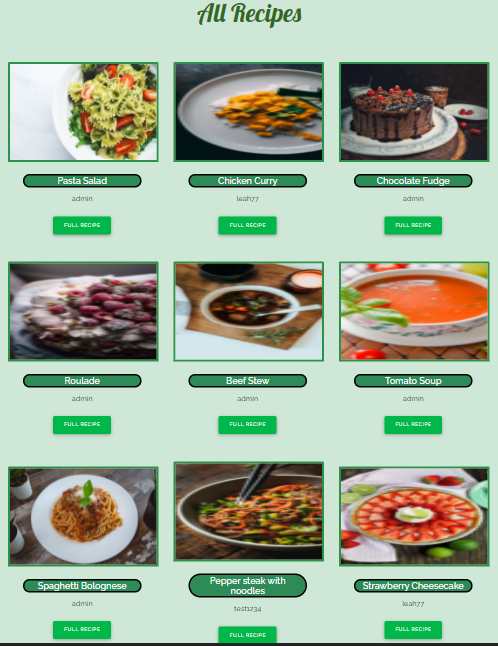 All Recipes
Pasta Salad
Chicken Curry
Chocolate Fudge
admin
leah77
admin
FULL RECIPE
FULL RECIPE
FULL RECIPE
Roulade
Beef Stew
Tomato Soup
admin
admin
admin
FULL RECIPE
FULL RECIPE
FULL RECIPE
Spaghetti Bolognese
Pepper steak with
noodles
Strawberry Cheesecake
admin
test1234
leah77
FULL RECIPE
FULL RECIPE
FULL RECIPE